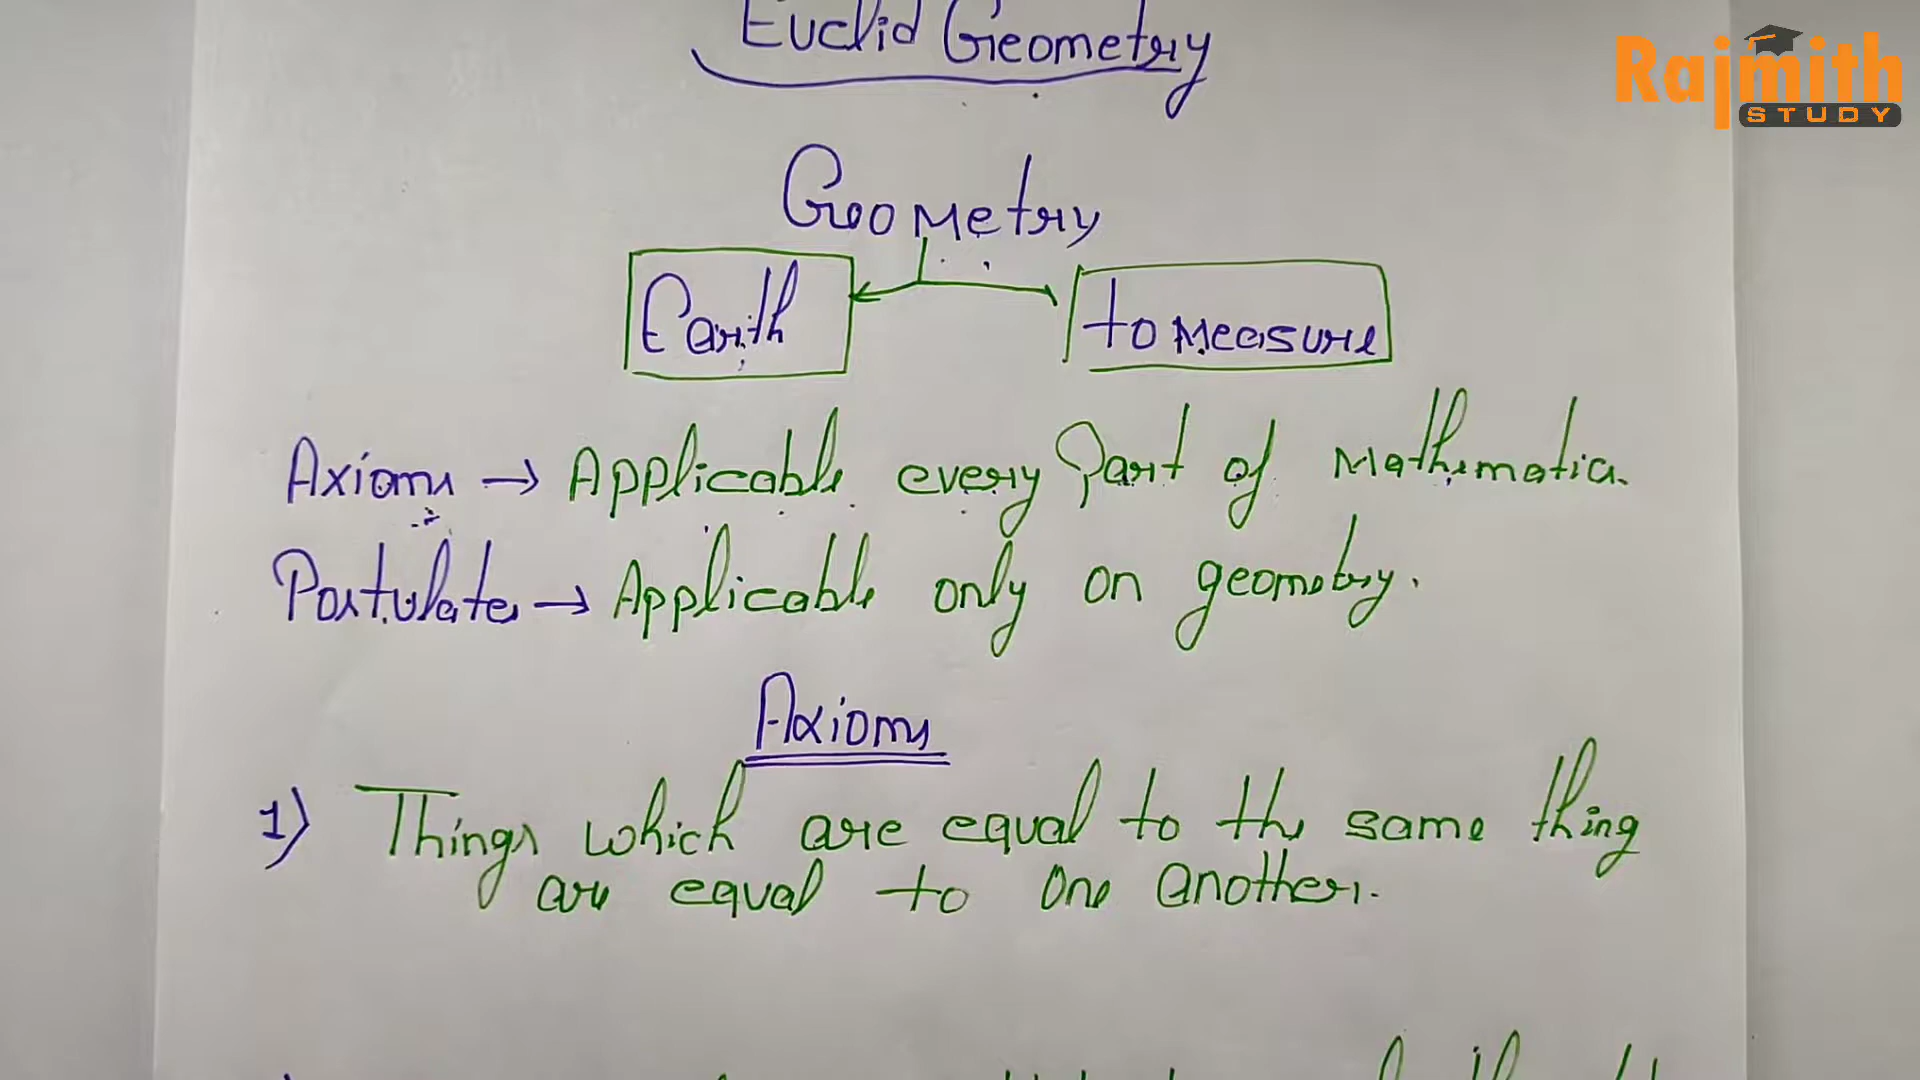 Euclid Geometry
Rajmith
STUDY
Geometry
Earth
to measure
Axioms → Applicable every Part of Mathematics.
Postulates → Applicable only on geometry.
Axioms
1) Things which are equal to the same thing
are equal to one another.